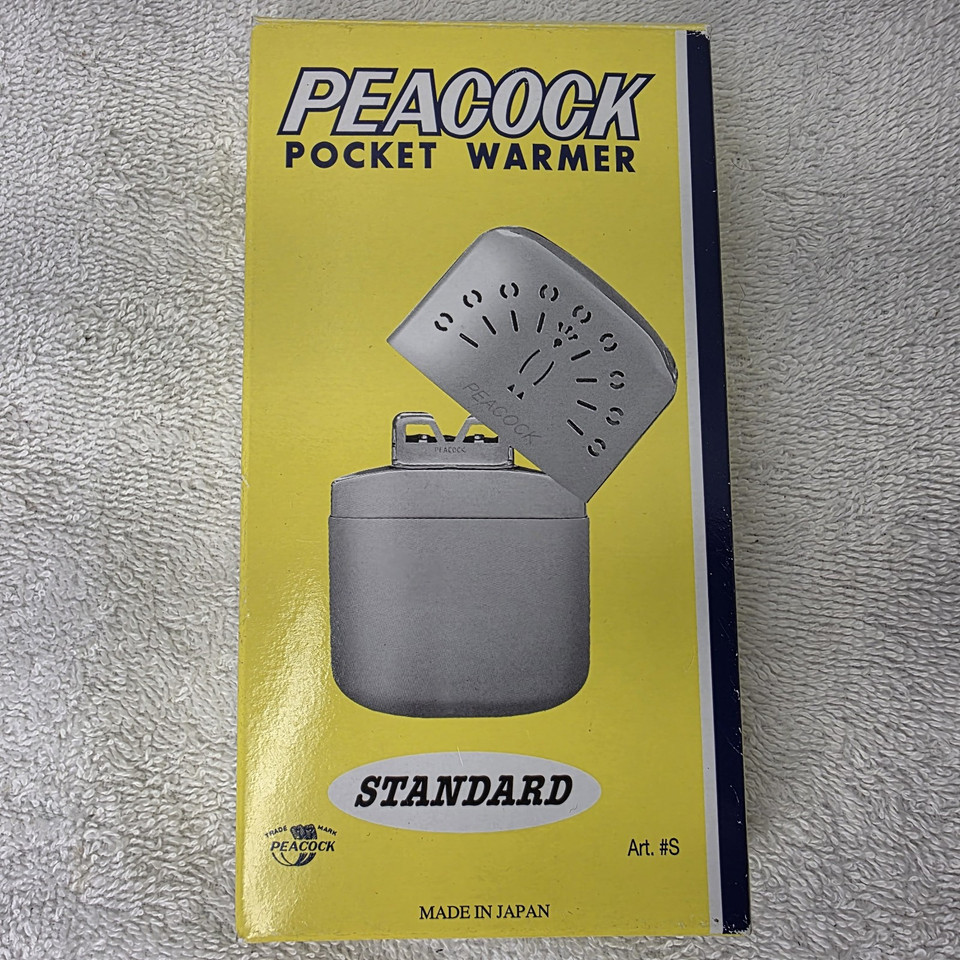 PEACOCK
POCKET WARMER
PEACOCK
PEACOCK
STANDARD
TRADE MARK
PEACOCK
Art. #S
MADE IN JAPAN